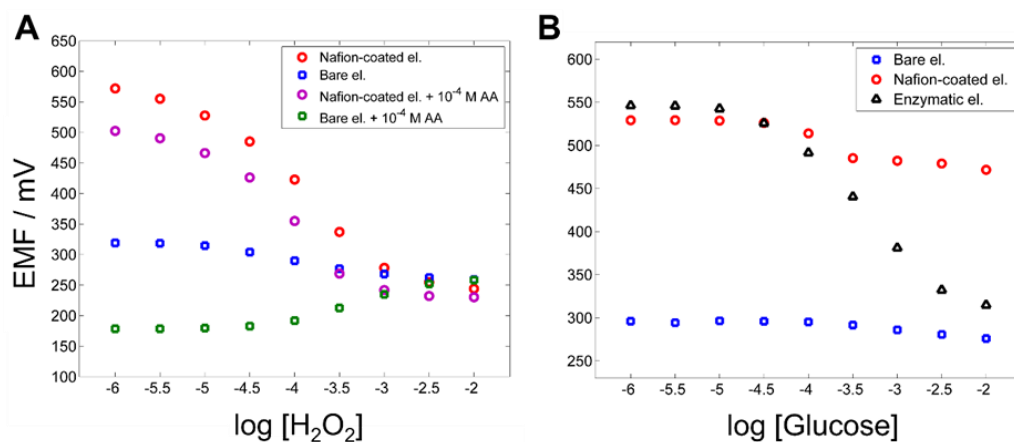 A
EMF / mV
650
600
550
500
450
400
350
300
250
200
150
100
Nafion-coated el.
Bare el.
Nafion-coated el. + 10⁻⁴ M AA
Bare el. + 10⁻⁴ M AA
-6 -5.5 -5 -4.5 -4 -3.5 -3 -2.5 -2
log [H₂O₂]
B
600
550
500
450
400
350
300
250
Bare el.
Nafion-coated el.
Enzymatic el.
-6 -5.5 -5 -4.5 -4 -3.5 -3 -2.5 -2
log [Glucose]